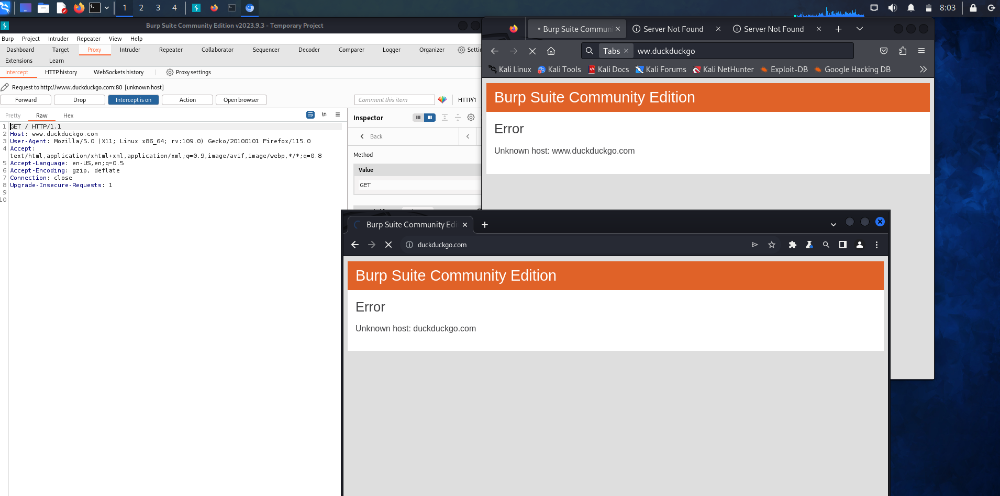 1 2 3 4
8:03
Burp Suite Community Edition v2023.9.3 - Temporary Project
Burp Project Intruder Repeater View Help
Dashboard Target Proxy Intruder Repeater Collaborator Sequencer Decoder Comparer Logger Organizer
Extensions Learn
Intercept HTTP history WebSockets history Proxy settings
Request to http://www.duckduckgo.com:80 [unknown host]
Forward Drop Intercept is on Action Open browser Comment this item HTTP/1
Pretty Raw Hex \n
1 GET / HTTP/1.1
2 Host: www.duckduckgo.com
3 User-Agent: Mozilla/5.0 (X11; Linux x86_64; rv:109.0) Gecko/20100101 Firefox/115.0
4 Accept:
text/html,application/xhtml+xml,application/xml;q=0.9,image/avif,image/webp,*/*;q=0.8
5 Accept-Language: en-US,en;q=0.5
6 Accept-Encoding: gzip, deflate
7 Connection: close
8 Upgrade-Insecure-Requests: 1
9
10
Inspector
Back
Method
Value
GET
Burp Suite Communi Server Not Found Server Not Found
Tabs ww.duckduckgo
Kali Linux Kali Tools Kali Docs Kali Forums Kali NetHunter Exploit-DB Google Hacking DB
Burp Suite Community Edition
Error
Unknown host: www.duckduckgo.com
Burp Suite Community Edi
duckduckgo.com
Burp Suite Community Edition
Error
Unknown host: duckduckgo.com